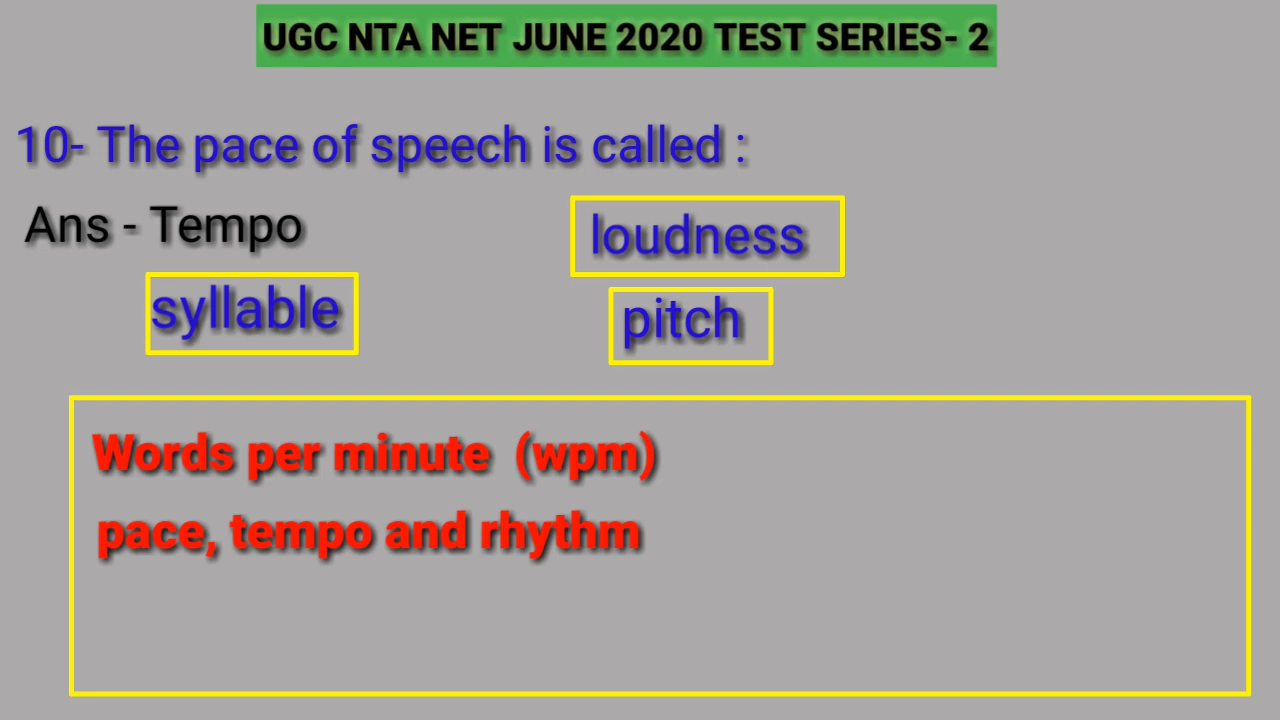 UGC NTA NET JUNE 2020 TEST SERIES- 2
10- The pace of speech is called :
Ans - Tempo
loudness
syllable
pitch
Words per minute (wpm)
pace, tempo and rhythm